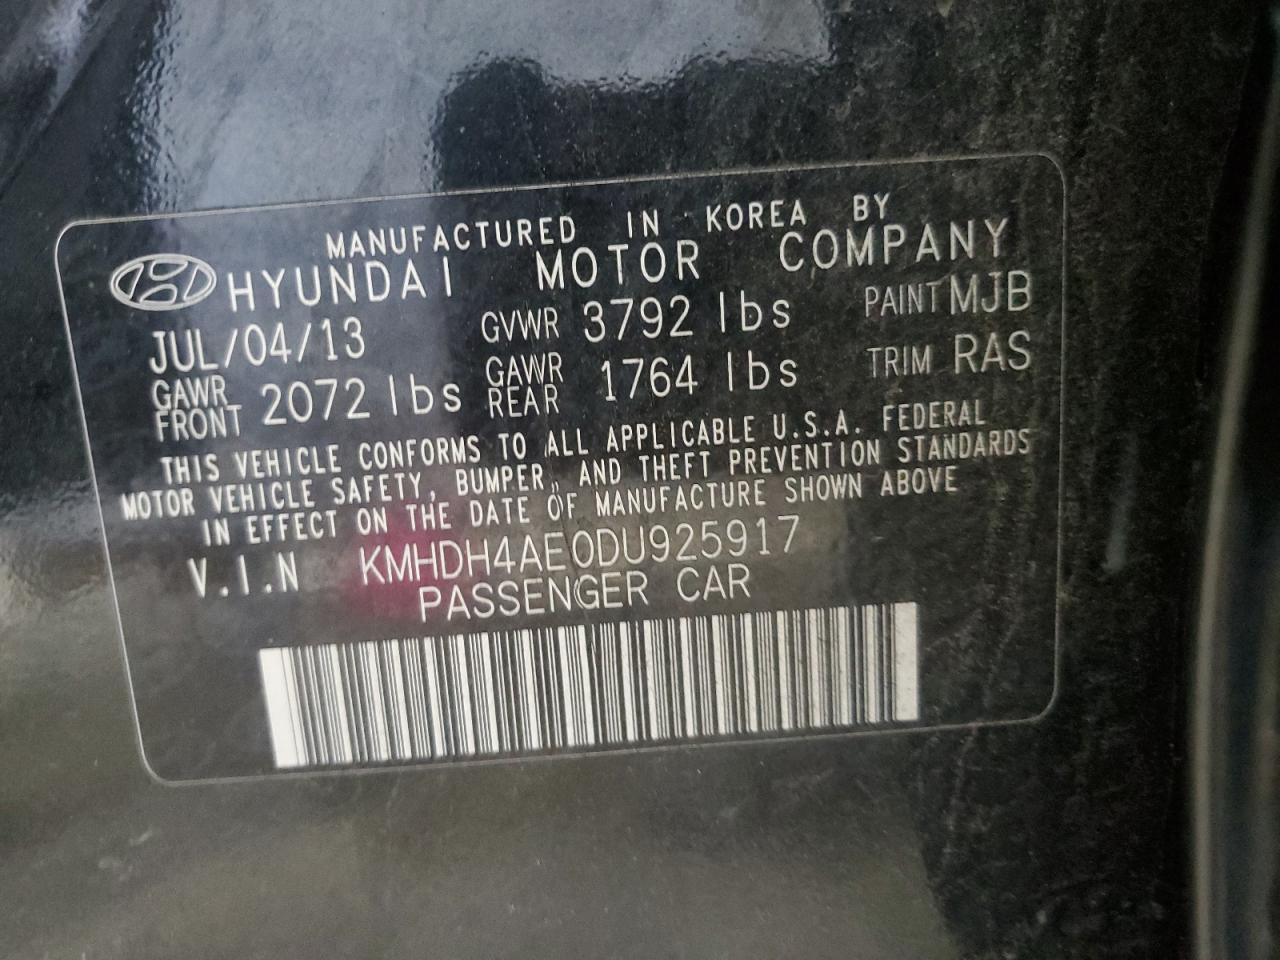 MANUFACTURED IN KOREA BY
HYUNDAI MOTOR COMPANY
JUL/04/13 GVWR 3792 lbs PAINT MJB
GAWR FRONT 2072 lbs GAWR REAR 1764 lbs TRIM RAS
THIS VEHICLE CONFORMS TO ALL APPLICABLE U.S.A. FEDERAL
MOTOR VEHICLE SAFETY, BUMPER, AND THEFT PREVENTION STANDARDS
IN EFFECT ON THE DATE OF MANUFACTURE SHOWN ABOVE
V.I.N KMHDH4AE0DU925917
PASSENGER CAR